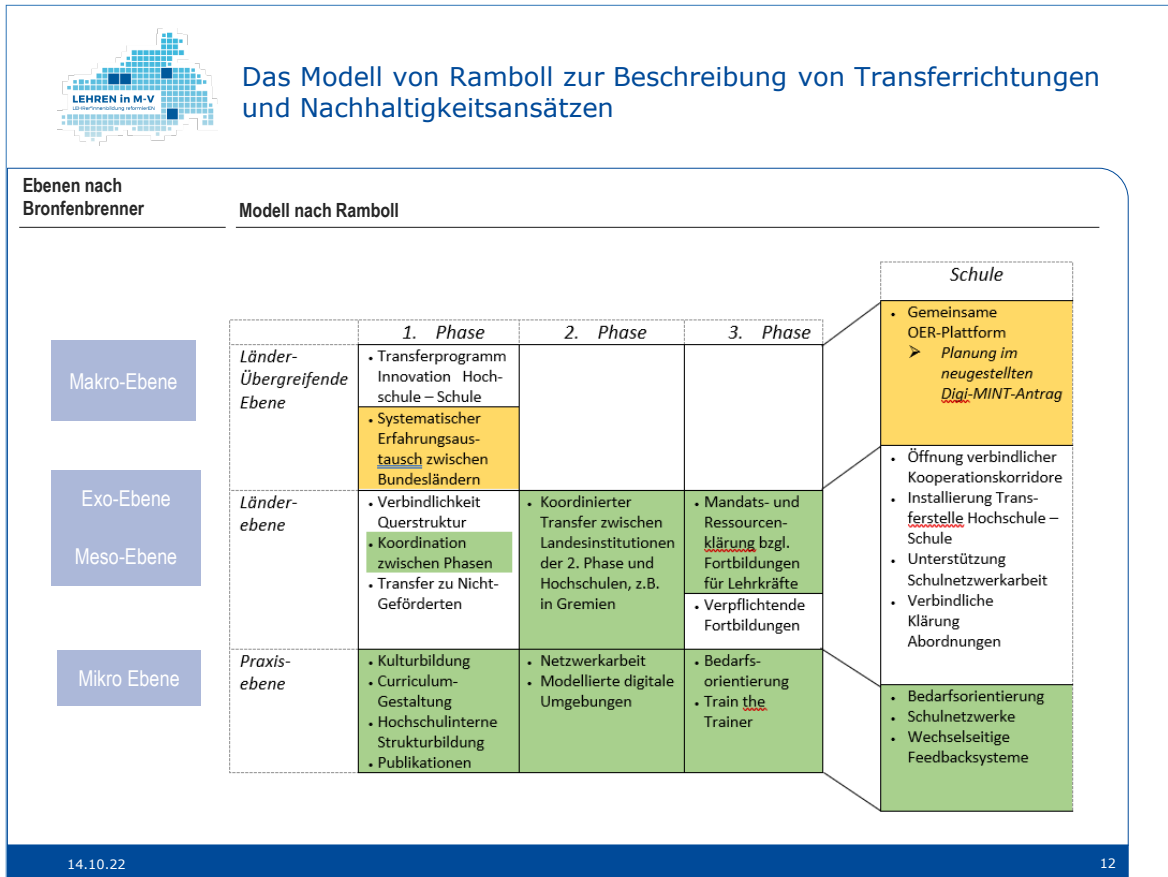 LEHREN in M-V
Das Modell von Ramboll zur Beschreibung von Transferrichtungen
und Nachhaltigkeitsansätzen
Ebenen nach
Bronfenbrenner
Modell nach Ramboll
Makro-Ebene
Exo-Ebene
Meso-Ebene
Mikro Ebene
1. Phase
2. Phase
3. Phase
Länder-
Übergreifende
Ebene
• Transferprogramm
Innovation Hoch-
schule – Schule
• Systematischer
Erfahrungsaus-
tausch zwischen
Bundesländern
Länder-
ebene
• Verbindlichkeit
Querstruktur
• Koordination
zwischen Phasen
• Transfer zu Nicht-
Geförderten
• Koordinierter
Transfer zwischen
Landesinstitutionen
der 2. Phase und
Hochschulen, z.B.
in Gremien
• Mandats- und
Ressourcen-
klärung bzgl.
Fortbildungen
für Lehrkräfte
• Verpflichtende
Fortbildungen
Praxis-
ebene
• Kulturbildung
• Curriculum-
Gestaltung
• Hochschulinterne
Strukturbildung
• Publikationen
• Netzwerkarbeit
• Modellierte digitale
Umgebungen
• Bedarfs-
orientierung
• Train the
Trainer
Schule
• Gemeinsame
OER-Plattform
➢ Planung im
neugestellten
Digi-MINT-Antrag
• Öffnung verbindlicher
Kooperationskorridore
• Installierung Trans-
ferstelle Hochschule –
Schule
• Unterstützung
Schulnetzwerkarbeit
• Verbindliche
Klärung
Abordnungen
• Bedarfsorientierung
• Schulnetzwerke
• Wechselseitige
Feedbacksysteme
14.10.22
12